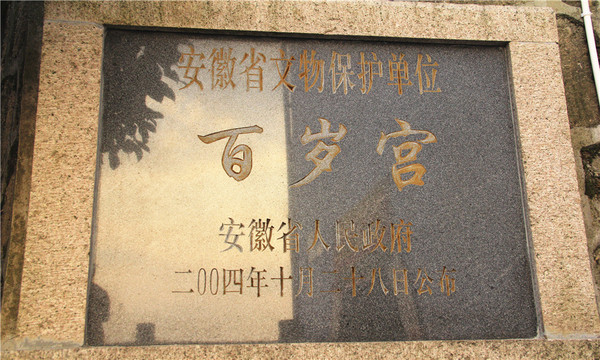 安徽省文物保护单位
百岁宫
安徽省人民政府
二00四年十月二十八日公布